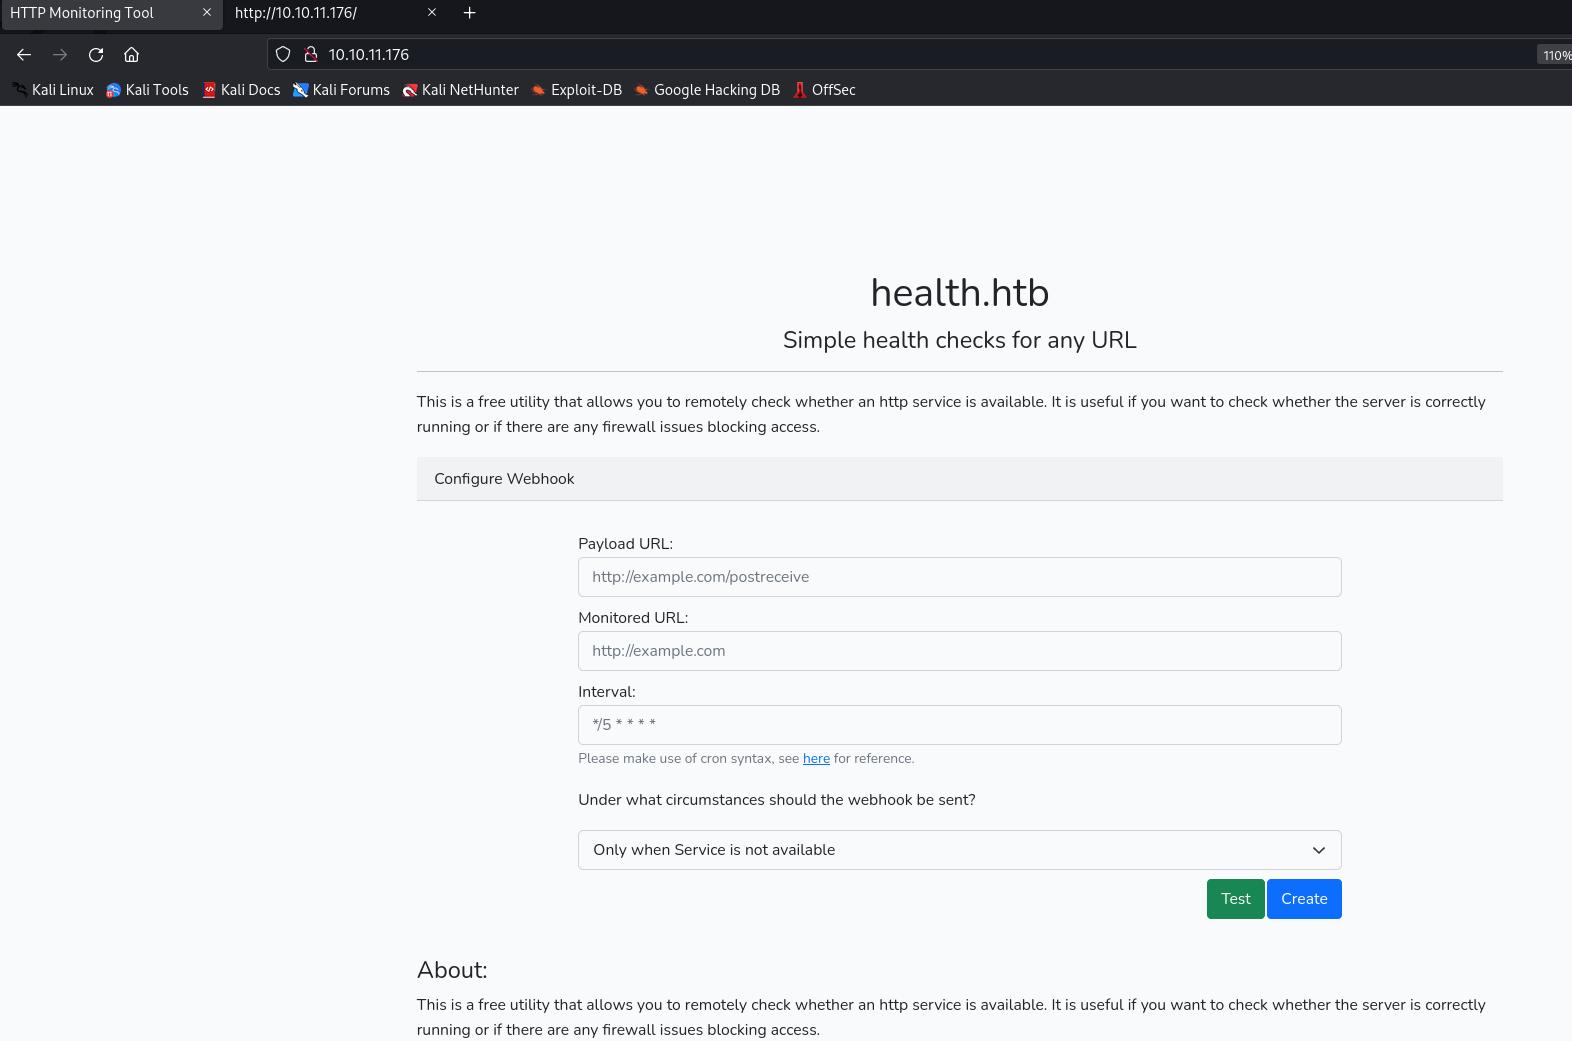 HTTP Monitoring Tool
http://10.10.11.176/
10.10.11.176
110%
Kali Linux Kali Tools Kali Docs Kali Forums Kali NetHunter Exploit-DB Google Hacking DB OffSec
health.htb
Simple health checks for any URL
This is a free utility that allows you to remotely check whether an http service is available. It is useful if you want to check whether the server is correctly
running or if there are any firewall issues blocking access.
Configure Webhook
Payload URL:
http://example.com/postreceive
Monitored URL:
http://example.com
Interval:
*/5 * * * *
Please make use of cron syntax, see here for reference.
Under what circumstances should the webhook be sent?
Only when Service is not available
Test Create
About:
This is a free utility that allows you to remotely check whether an http service is available. It is useful if you want to check whether the server is correctly
running or if there are any firewall issues blocking access.